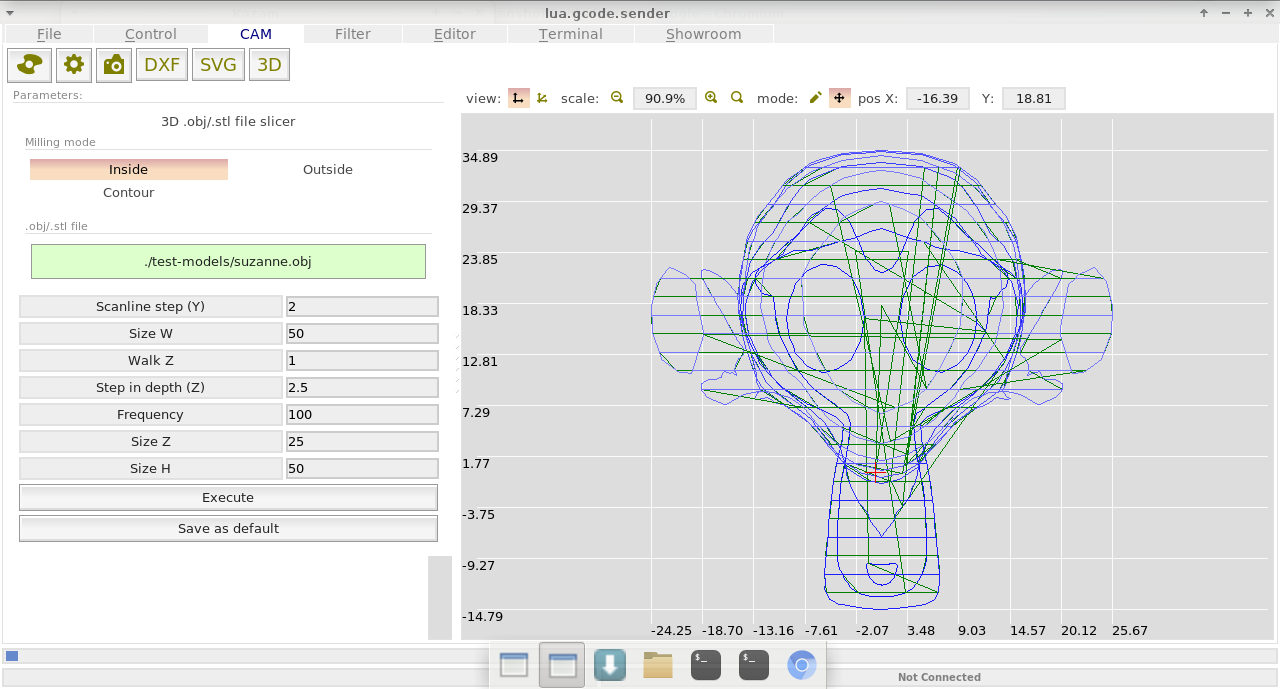 lua.gcode.sender
File Control CAM Filter Editor Terminal Showroom
DXF SVG 3D
Parameters:
view: scale: 90.9% mode: pos X: -16.39 Y: 18.81
3D .obj/.stl file slicer
Milling mode
Inside Outside
Contour
.obj/.stl file
./test-models/suzanne.obj
Scanline step (Y) 2
Size W 50
Walk Z 1
Step in depth (Z) 2.5
Frequency 100
Size Z 25
Size H 50
Execute
Save as default
34.89
29.37
23.85
18.33
12.81
7.29
1.77
-3.75
-9.27
-14.79
-24.25 -18.70 -13.16 -7.61 -2.07 3.48 9.03 14.57 20.12 25.67
$_ $_
Not Connected